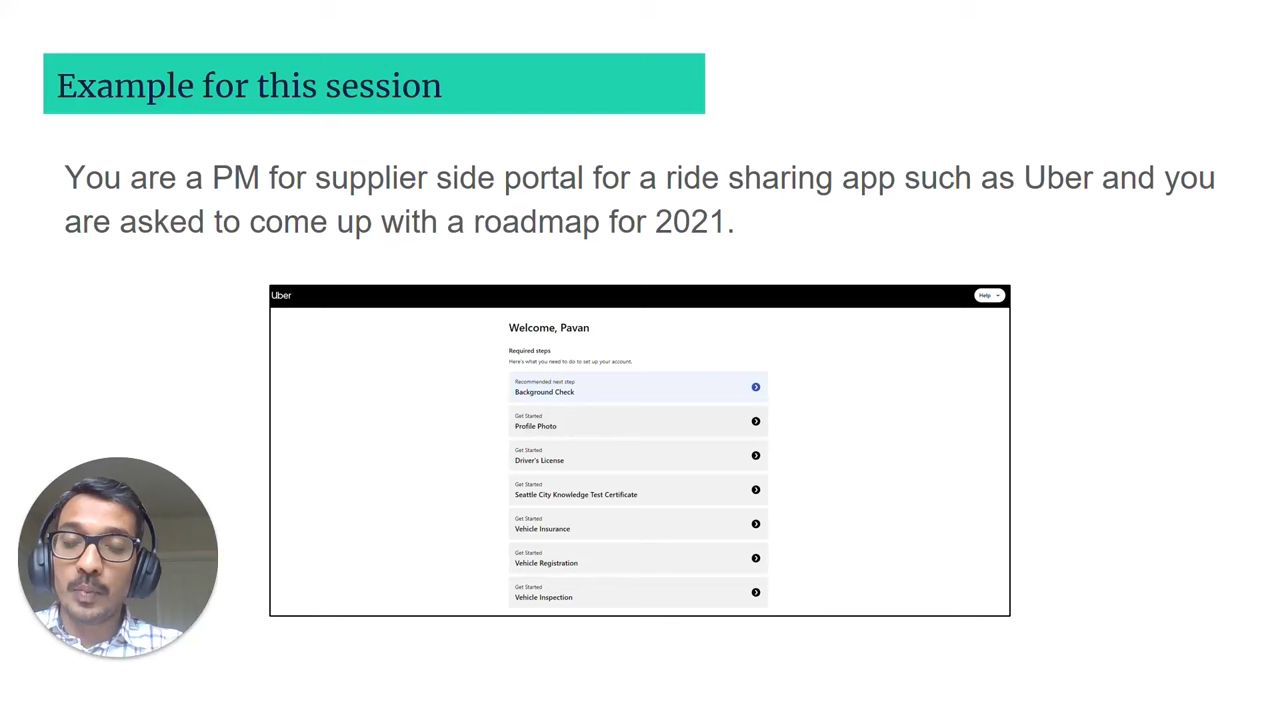 Example for this session
You are a PM for supplier side portal for a ride sharing app such as Uber and you
are asked to come up with a roadmap for 2021.
Uber
Help
Welcome, Pavan
Required steps
Here's what you need to do to set up your account.
Recommended next step
Background Check
Get Started
Profile Photo
Get Started
Driver's License
Get Started
Seattle City Knowledge Test Certificate
Get Started
Vehicle Insurance
Get Started
Vehicle Registration
Get Started
Vehicle Inspection